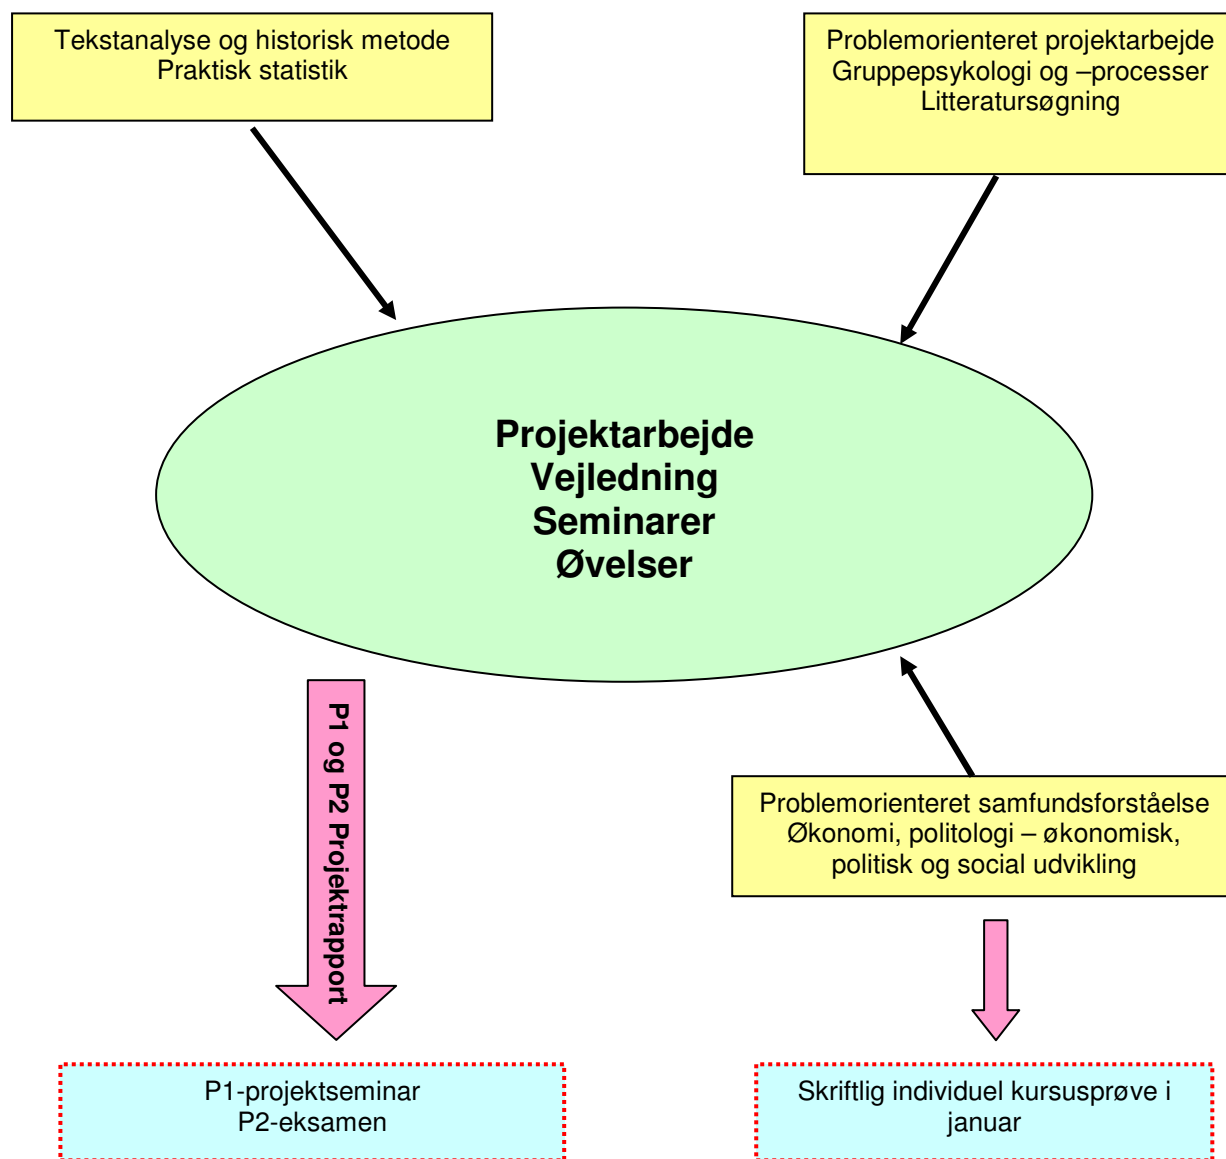 Tekstanalyse og historisk metode
Praktisk statistik
Problemorienteret projektarbejde
Gruppepsykologi og –processer
Litteratursøgning
Projektarbejde
Vejledning
Seminarer
Øvelser
P1 og P2 Projektrapport
Problemorienteret samfundsforståelse
Økonomi, politologi – økonomisk,
politisk og social udvikling
P1-projektseminar
P2-eksamen
Skriftlig individuel kursusprøve i
januar